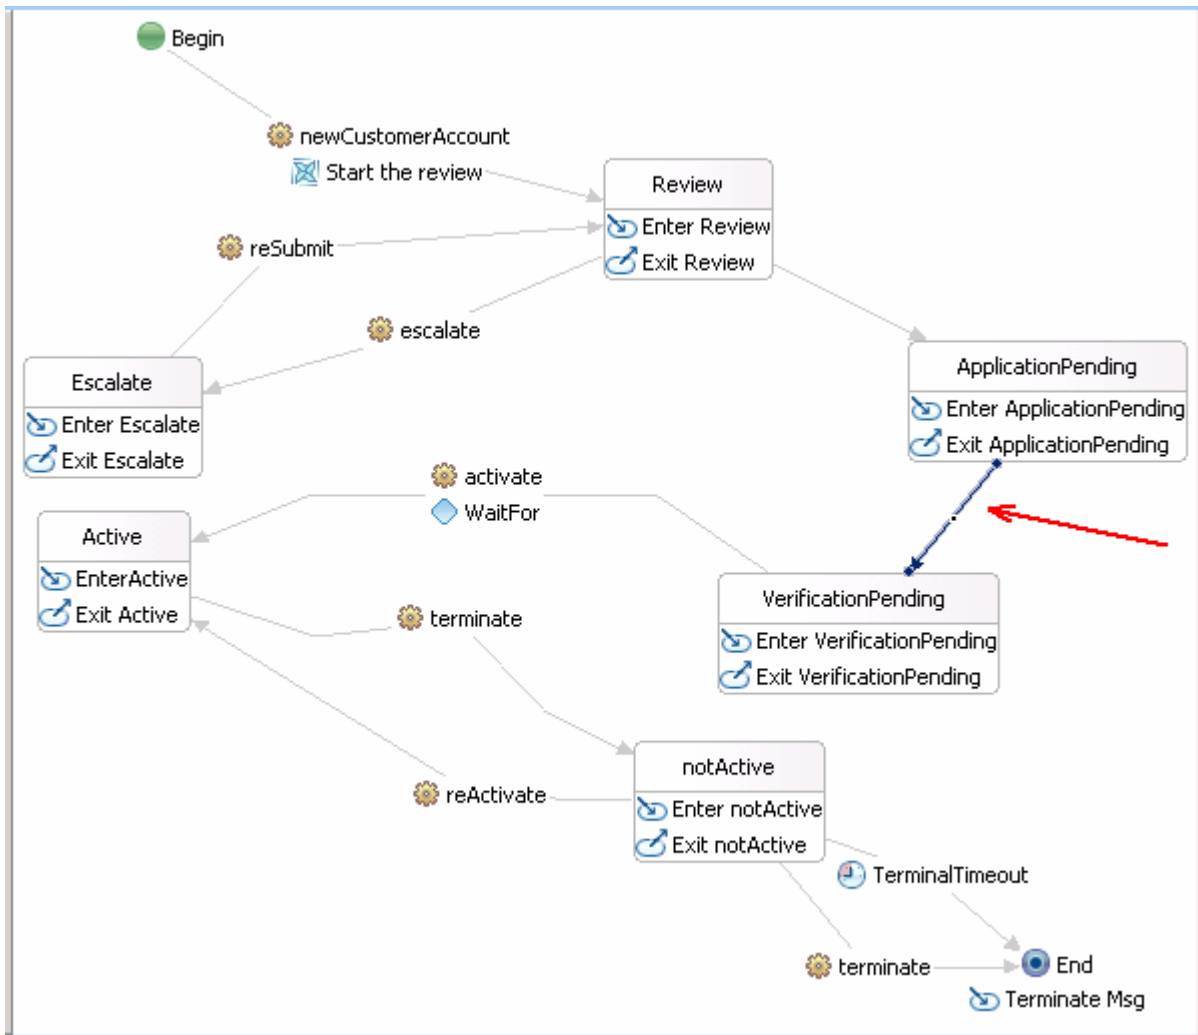 Begin
newCustomerAccount
Start the review
Review
Enter Review
Exit Review
reSubmit
escalate
Escalate
Enter Escalate
Exit Escalate
ApplicationPending
Enter ApplicationPending
Exit ApplicationPending
activate
WaitFor
Active
EnterActive
Exit Active
VerificationPending
Enter VerificationPending
Exit VerificationPending
terminate
notActive
Enter notActive
Exit notActive
reActivate
TerminalTimeout
terminate
End
Terminate Msg